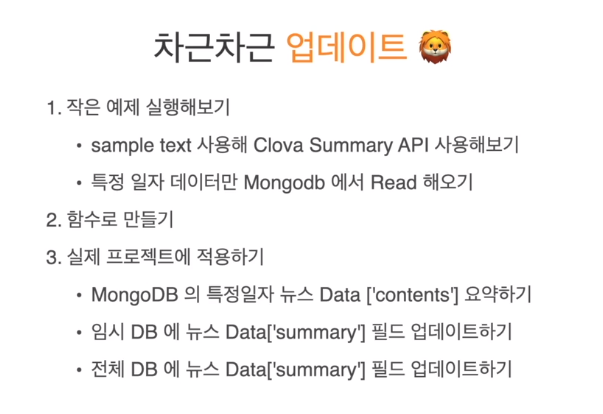 차근차근 업데이트 🦁
1. 작은 예제 실행해보기
• sample text 사용해 Clova Summary API 사용해보기
• 특정 일자 데이터만 Mongodb 에서 Read 해오기
2. 함수로 만들기
3. 실제 프로젝트에 적용하기
• MongoDB 의 특정일자 뉴스 Data ['contents'] 요약하기
• 임시 DB 에 뉴스 Data['summary'] 필드 업데이트하기
• 전체 DB 에 뉴스 Data['summary'] 필드 업데이트하기